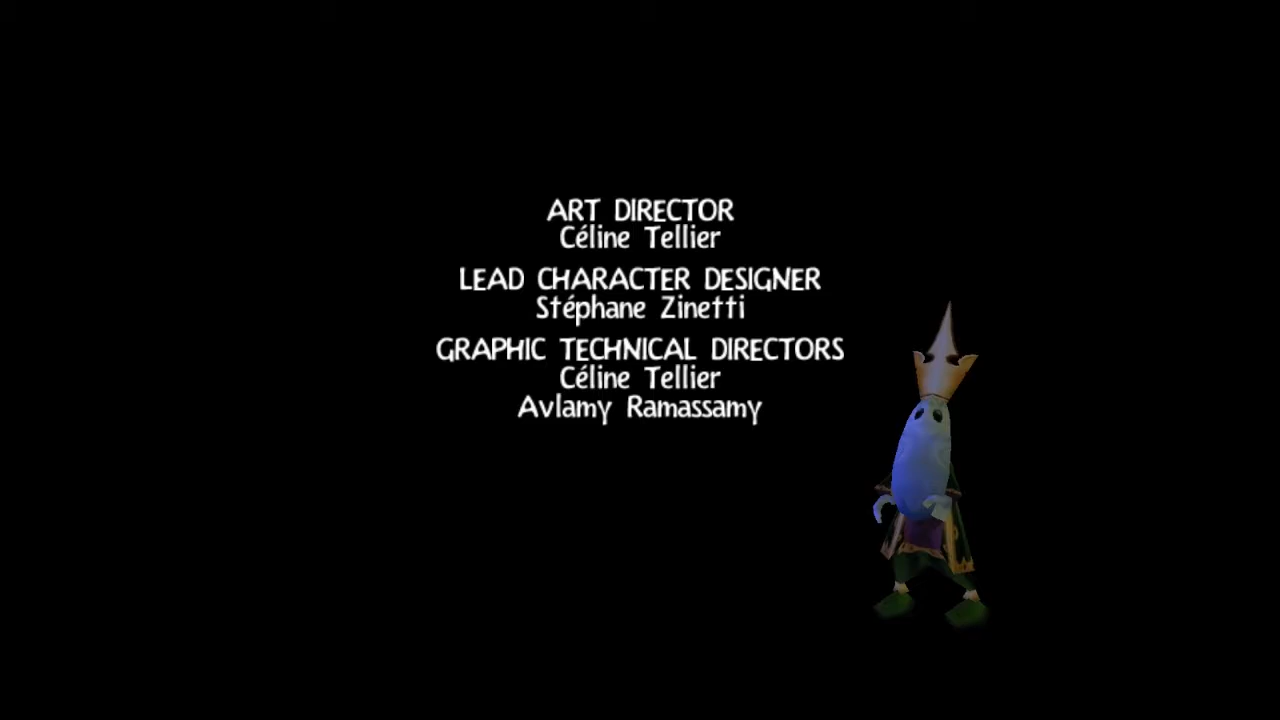 ART DIRECTOR
Céline Tellier
LEAD CHARACTER DESIGNER
Stéphane Zinetti
GRAPHIC TECHNICAL DIRECTORS
Céline Tellier
Avlamy Ramassamy